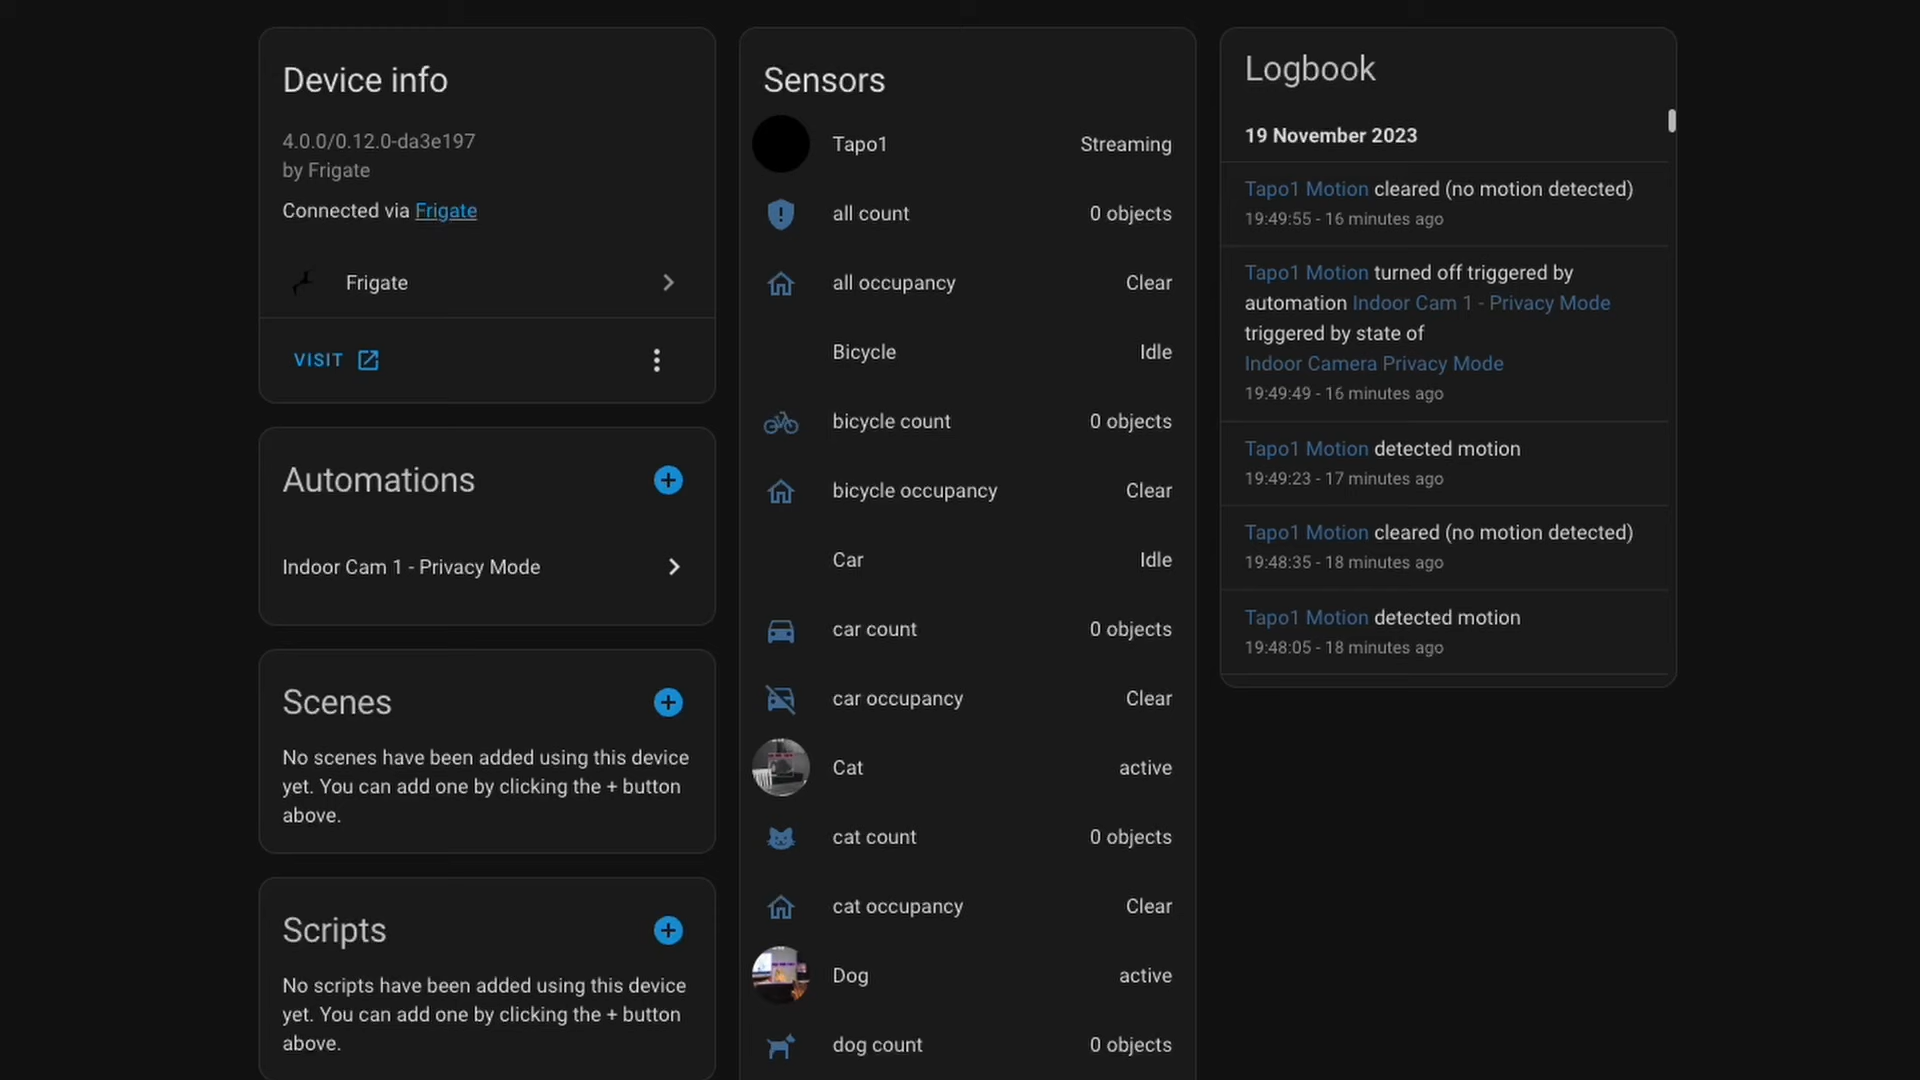 Device info
4.0.0/0.12.0-da3e197
by Frigate
Connected via Frigate
Frigate
VISIT
Automations
Indoor Cam 1 - Privacy Mode
Scenes
No scenes have been added using this device
yet. You can add one by clicking the + button
above.
Scripts
No scripts have been added using this device
yet. You can add one by clicking the + button
above.
Sensors
Tapo1 Streaming
all count 0 objects
all occupancy Clear
Bicycle Idle
bicycle count 0 objects
bicycle occupancy Clear
Car Idle
car count 0 objects
car occupancy Clear
Cat active
cat count 0 objects
cat occupancy Clear
Dog active
dog count 0 objects
Logbook
19 November 2023
Tapo1 Motion cleared (no motion detected)
19:49:55 - 16 minutes ago
Tapo1 Motion turned off triggered by
automation Indoor Cam 1 - Privacy Mode
triggered by state of
Indoor Camera Privacy Mode
19:49:49 - 16 minutes ago
Tapo1 Motion detected motion
19:49:23 - 17 minutes ago
Tapo1 Motion cleared (no motion detected)
19:48:35 - 18 minutes ago
Tapo1 Motion detected motion
19:48:05 - 18 minutes ago